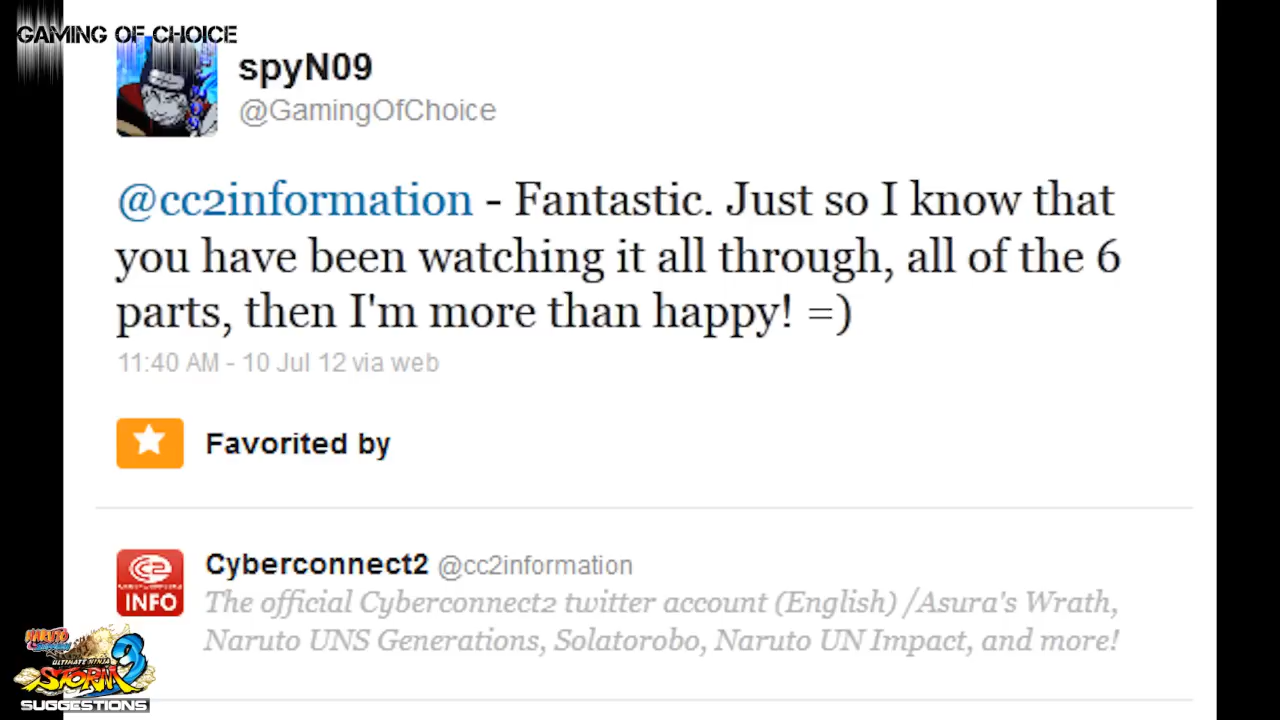 GAMING OF CHOICE
spyN09
@GamingOfChoice
@cc2information - Fantastic. Just so I know that
you have been watching it all through, all of the 6
parts, then I'm more than happy! =)
11:40 AM - 10 Jul 12 via web
Favorited by
Cyberconnect2 @cc2information
The official Cyberconnect2 twitter account (English) /Asura's Wrath,
Naruto UNS Generations, Solatorobo, Naruto UN Impact, and more!
INFO
NARUTO
ULTIMATE NINJA
STORM 3
SUGGESTIONS